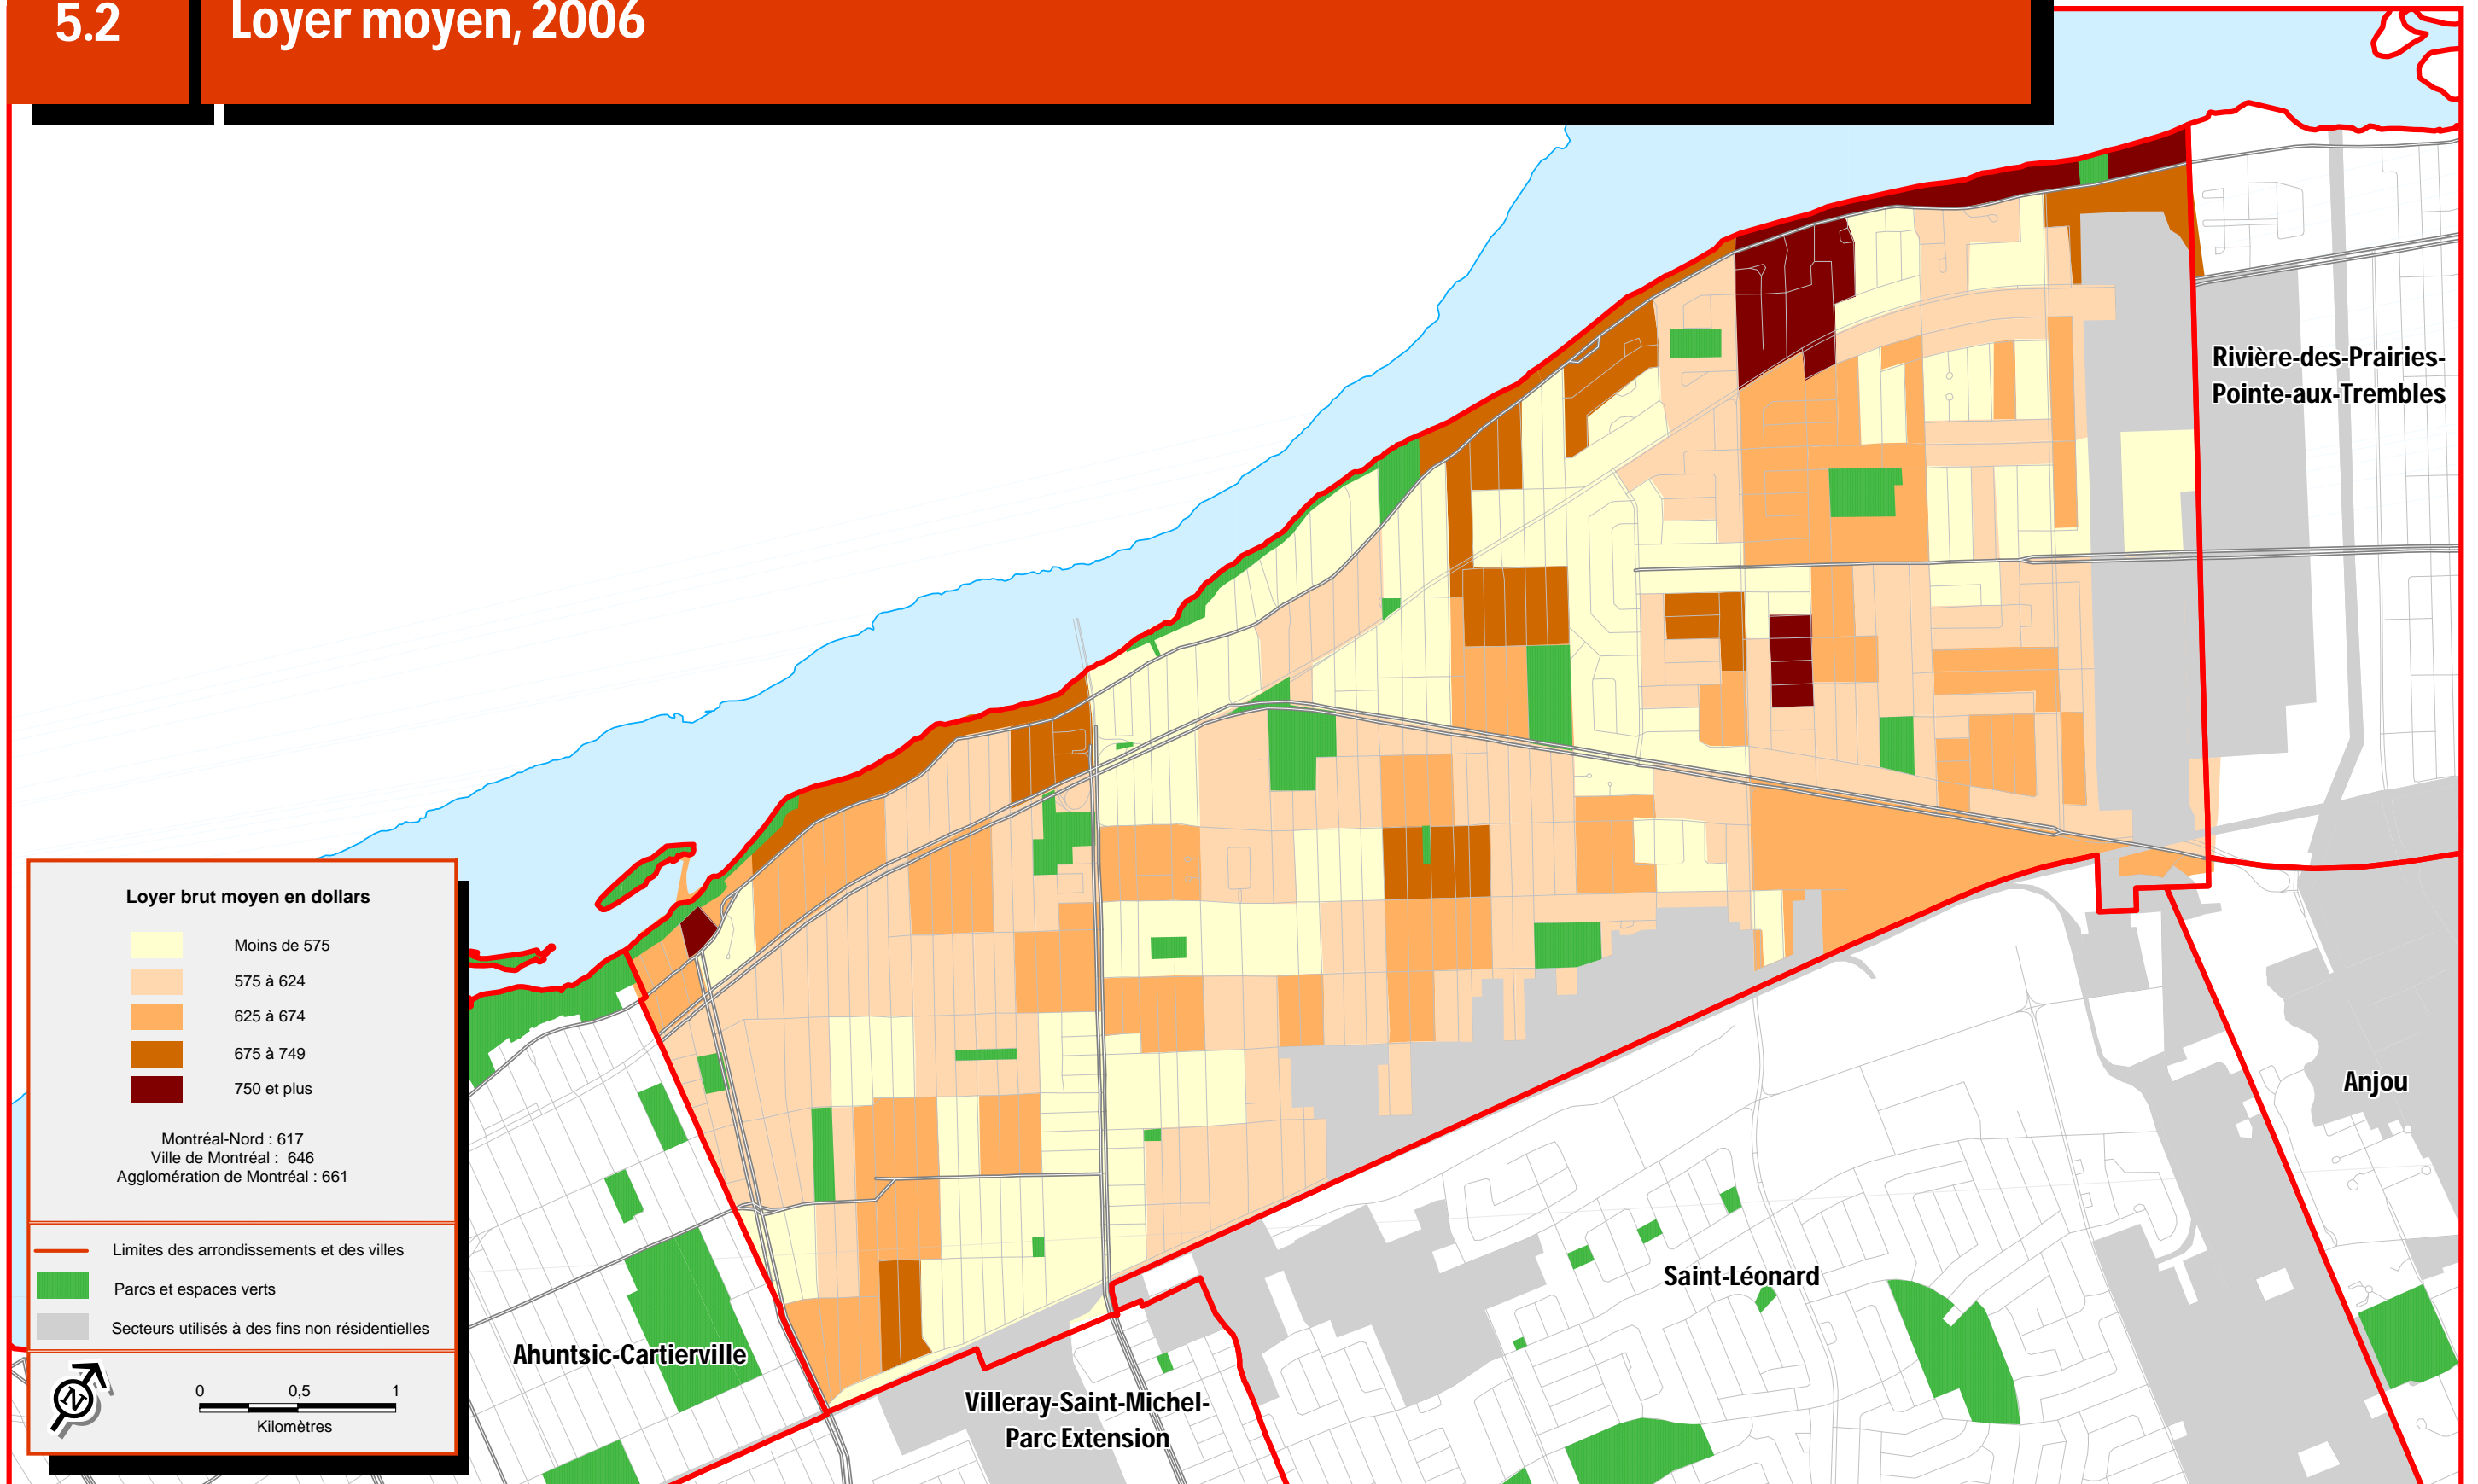 5.2
Loyer moyen, 2006
Rivière-des-Prairies-
Pointe-aux-Trembles
Loyer brut moyen en dollars
Moins de 575
575 à 624
625 à 674
675 à 749
750 et plus
Montréal-Nord : 617
Ville de Montréal : 646
Agglomération de Montréal : 661
Limites des arrondissements et des villes
Parcs et espaces verts
Secteurs utilisés à des fins non résidentielles
N
0 0,5 1
Kilomètres
Anjou
Saint-Léonard
Ahuntsic-Cartierville
Villeray-Saint-Michel-
Parc Extension